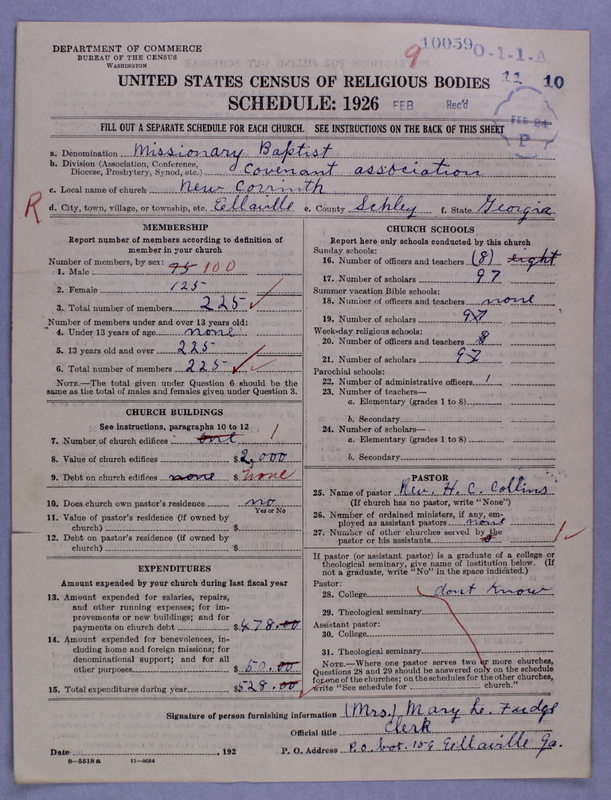 DEPARTMENT OF COMMERCE
BUREAU OF THE CENSUS
WASHINGTON
9 10059 0-1-1-A
11 10
UNITED STATES CENSUS OF RELIGIOUS BODIES
SCHEDULE: 1926 FEB Rec'd
FEB 24
P
FILL OUT A SEPARATE SCHEDULE FOR EACH CHURCH. SEE INSTRUCTIONS ON THE BACK OF THIS SHEET
a. Denomination Missionary Baptist
b. Division (Association, Conference, Diocese, Presbytery, Synod, etc.) Covenant association
c. Local name of church New Corrinth
R d. City, town, village, or township, etc. Eellaville e. County Schley f. State Georgia
MEMBERSHIP
Report number of members according to definition of
member in your church
Number of members, by sex:
1. Male 75 100
2. Female 125
3. Total number of members 225
Number of members under and over 13 years old:
4. Under 13 years of age none
5. 13 years old and over 225
6. Total number of members 225
NOTE.—The total given under Question 6 should be the
same as the total of males and females given under Question 3.
CHURCH BUILDINGS
See instructions, paragraphs 10 to 12
7. Number of church edifices one 1
8. Value of church edifices $2,000
9. Debt on church edifices none $ none
10. Does church own pastor's residence no
Yes or No
11. Value of pastor's residence (if owned by
church) $
12. Debt on pastor's residence (if owned by
church) $
EXPENDITURES
Amount expended by your church during last fiscal year
13. Amount expended for salaries, repairs,
and other running expenses; for im-
provements or new buildings; and for
payments on church debt $478.00
14. Amount expended for benevolences, in-
cluding home and foreign missions; for
denominational support; and for all
other purposes $50.00
15. Total expenditures during year $528.00
CHURCH SCHOOLS
Report here only schools conducted by this church
Sunday schools:
16. Number of officers and teachers (8) eight
17. Number of scholars 97
Summer vacation Bible schools:
18. Number of officers and teachers none
19. Number of scholars 97
Week-day religious schools:
20. Number of officers and teachers 8
21. Number of scholars 97
Parochial schools:
22. Number of administrative officers
23. Number of teachers—
a. Elementary (grades 1 to 8)
b. Secondary
24. Number of scholars—
a. Elementary (grades 1 to 8)
b. Secondary
PASTOR
25. Name of pastor Rev. H. C. Collins
(If church has no pastor, write "None")
26. Number of ordained ministers, if any, em-
ployed as assistant pastors none
27. Number of other churches served by the
pastor or his assistants 1
If pastor (or assistant pastor) is a graduate of a college or
theological seminary, give name of institution below. (If
not a graduate, write "No" in the space indicated.)
Pastor:
28. College dont know
29. Theological seminary
Assistant pastor:
30. College
31. Theological seminary
NOTE.—Where one pastor serves two or more churches,
Questions 28 and 29 should be answered only on the schedule
for one of the churches; on the schedules for the other churches,
write "See schedule for church."
Signature of person furnishing information (Mrs.) Mary Le. Fudge
Official title Clerk
Date , 192 P. O. Address P.O. box. 159 Eellaville Ga.
8—5518a 11—9684